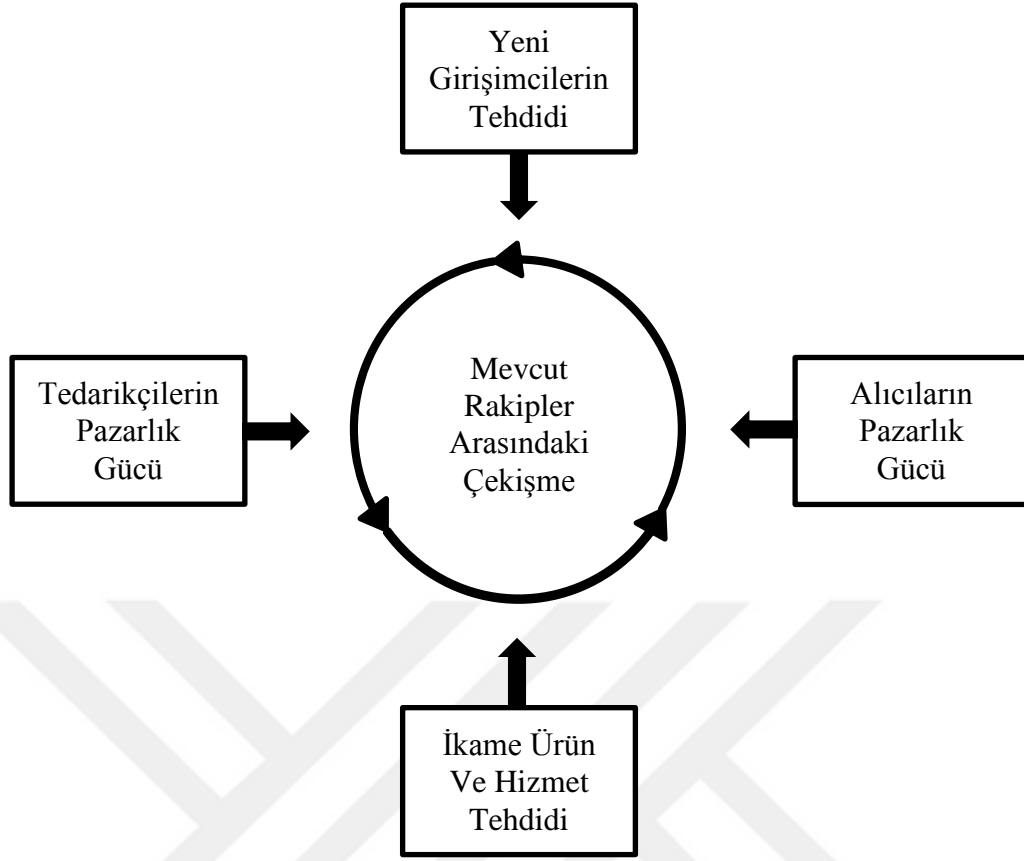 Yeni
Girişimcilerin
Tehdidi
Tedarikçilerin
Pazarlık
Gücü
Mevcut
Rakipler
Arasındaki
Çekişme
Alıcıların
Pazarlık
Gücü
İkame Ürün
Ve Hizmet
Tehdidi